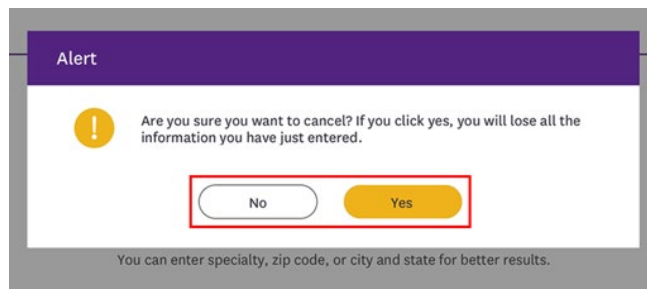 Alert
Are you sure you want to cancel? If you click yes, you will lose all the
information you have just entered.
No
Yes
You can enter specialty, zip code, or city and state for better results.